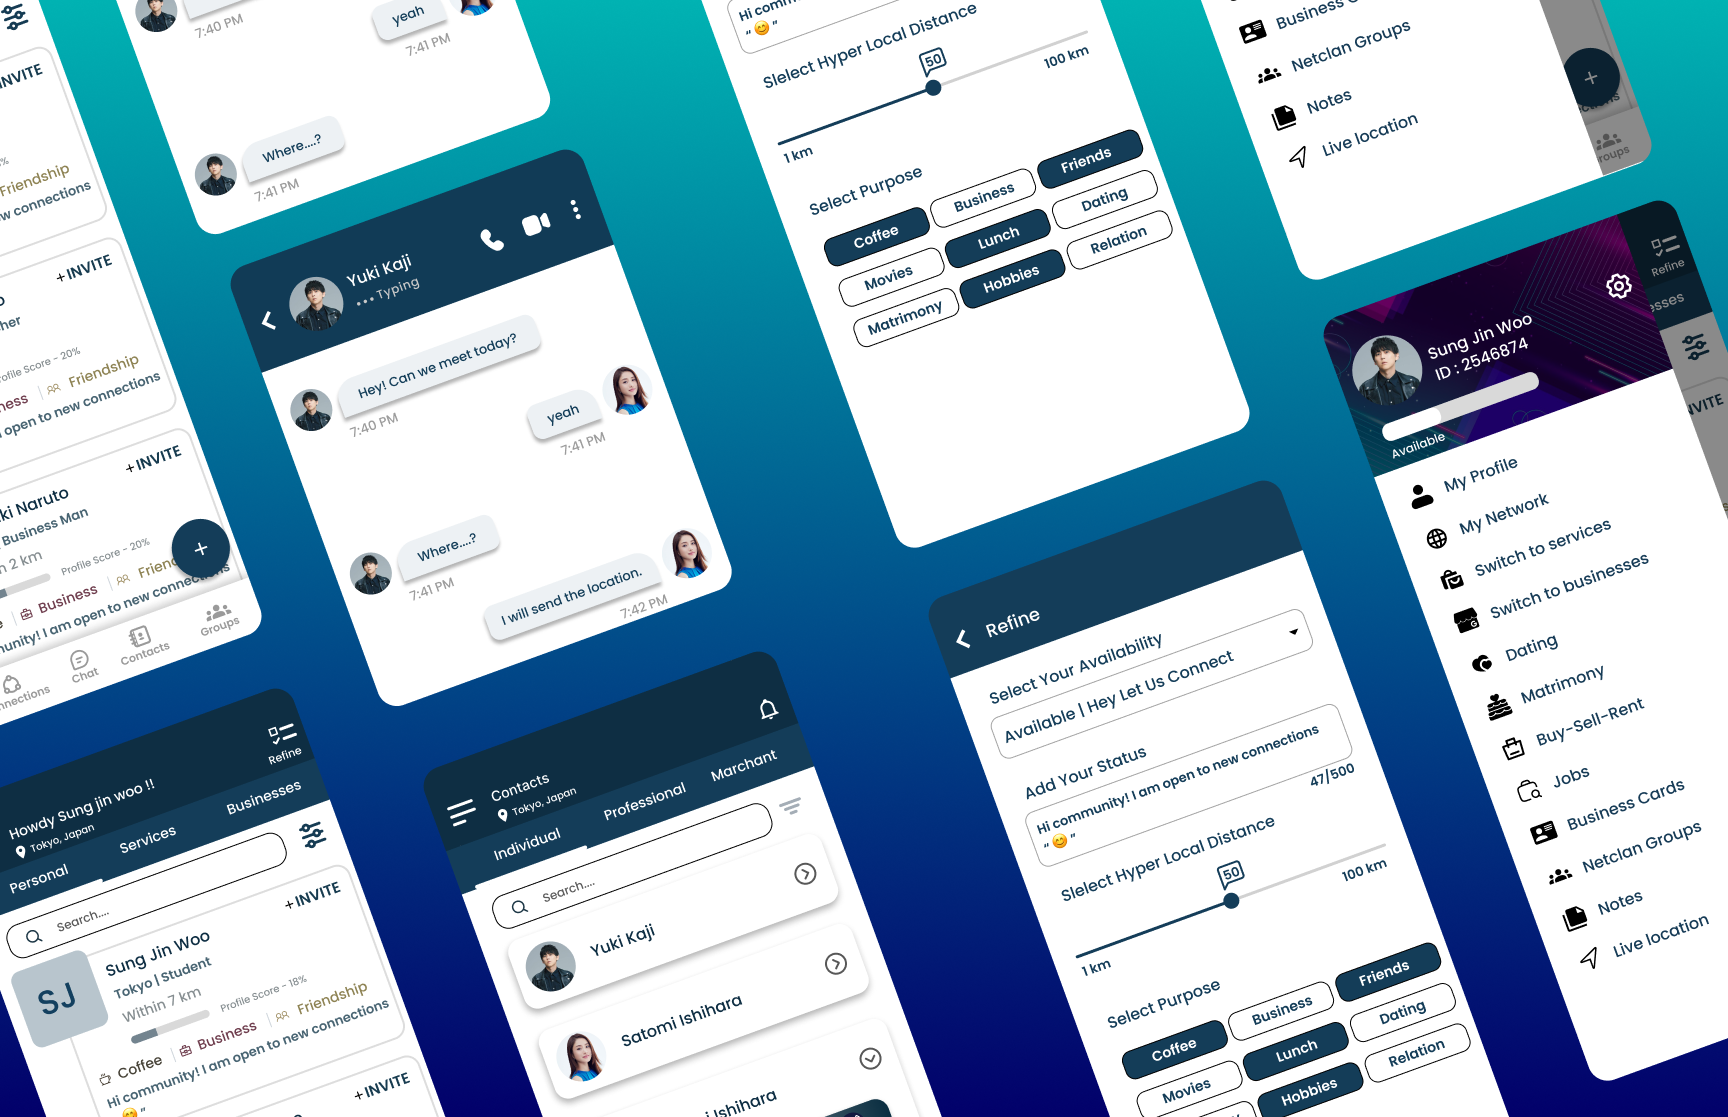 INVITE
Friendship
w connections
+INVITE
her
ofile Score - 20%
ness
Friendship
open to new connections
+INVITE
ki Naruto
Business Man
n 2 km
Profile Score - 20%
+
Business
Friend
nunity! I am open to new connections
nnections
Chat
Contacts
Groups
7:40 PM
yeah
7:41 PM
Where....?
7:41 PM
Yuki Kaji
••• Typing
Hey! Can we meet today?
7:40 PM
yeah
7:41 PM
Where....?
7:41 PM
I will send the location.
7:42 PM
Hi comm
“ 😊 ”
Slelect Hyper Local Distance
50
1 km
100 km
Select Purpose
Coffee
Business
Friends
Movies
Lunch
Dating
Matrimony
Hobbies
Relation
Business C
Netclan Groups
Notes
Live location
+
ctions
roups
Refine
Howdy Sung jin woo !!
Tokyo, Japan
Personal
Services
Businesses
Search....
+INVITE
SJ
Sung Jin Woo
Tokyo | Student
Within 7 km
Profile Score - 18%
Coffee
Business
Friendship
Hi community! I am open to new connections
😊 ”
+INVITE
Contacts
Tokyo, Japan
Individual
Professional
Marchant
Search....
Yuki Kaji
Satomi Ishihara
i Ishihara
Refine
Select Your Availability
Available | Hey Let Us Connect
Add Your Status
Hi community! I am open to new connections
“ 😊 ”
47/500
Slelect Hyper Local Distance
50
1 km
100 km
Select Purpose
Coffee
Business
Friends
Movies
Lunch
Dating
Hobbies
Relation
Refine
esses
NVITE
Sung Jin Woo
ID : 2546874
Available
My Profile
My Network
Switch to services
Switch to businesses
Dating
Matrimony
Buy-Sell-Rent
Jobs
Business Cards
Netclan Groups
Notes
Live location